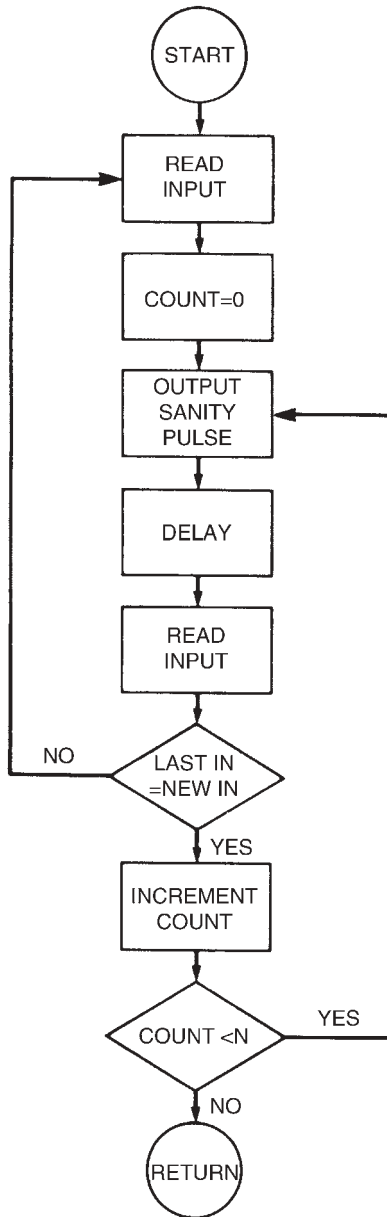 START
READ
INPUT
COUNT=0
OUTPUT
SANITY
PULSE
DELAY
READ
INPUT
NO
LAST IN
=NEW IN
YES
INCREMENT
COUNT
COUNT <N
YES
NO
RETURN